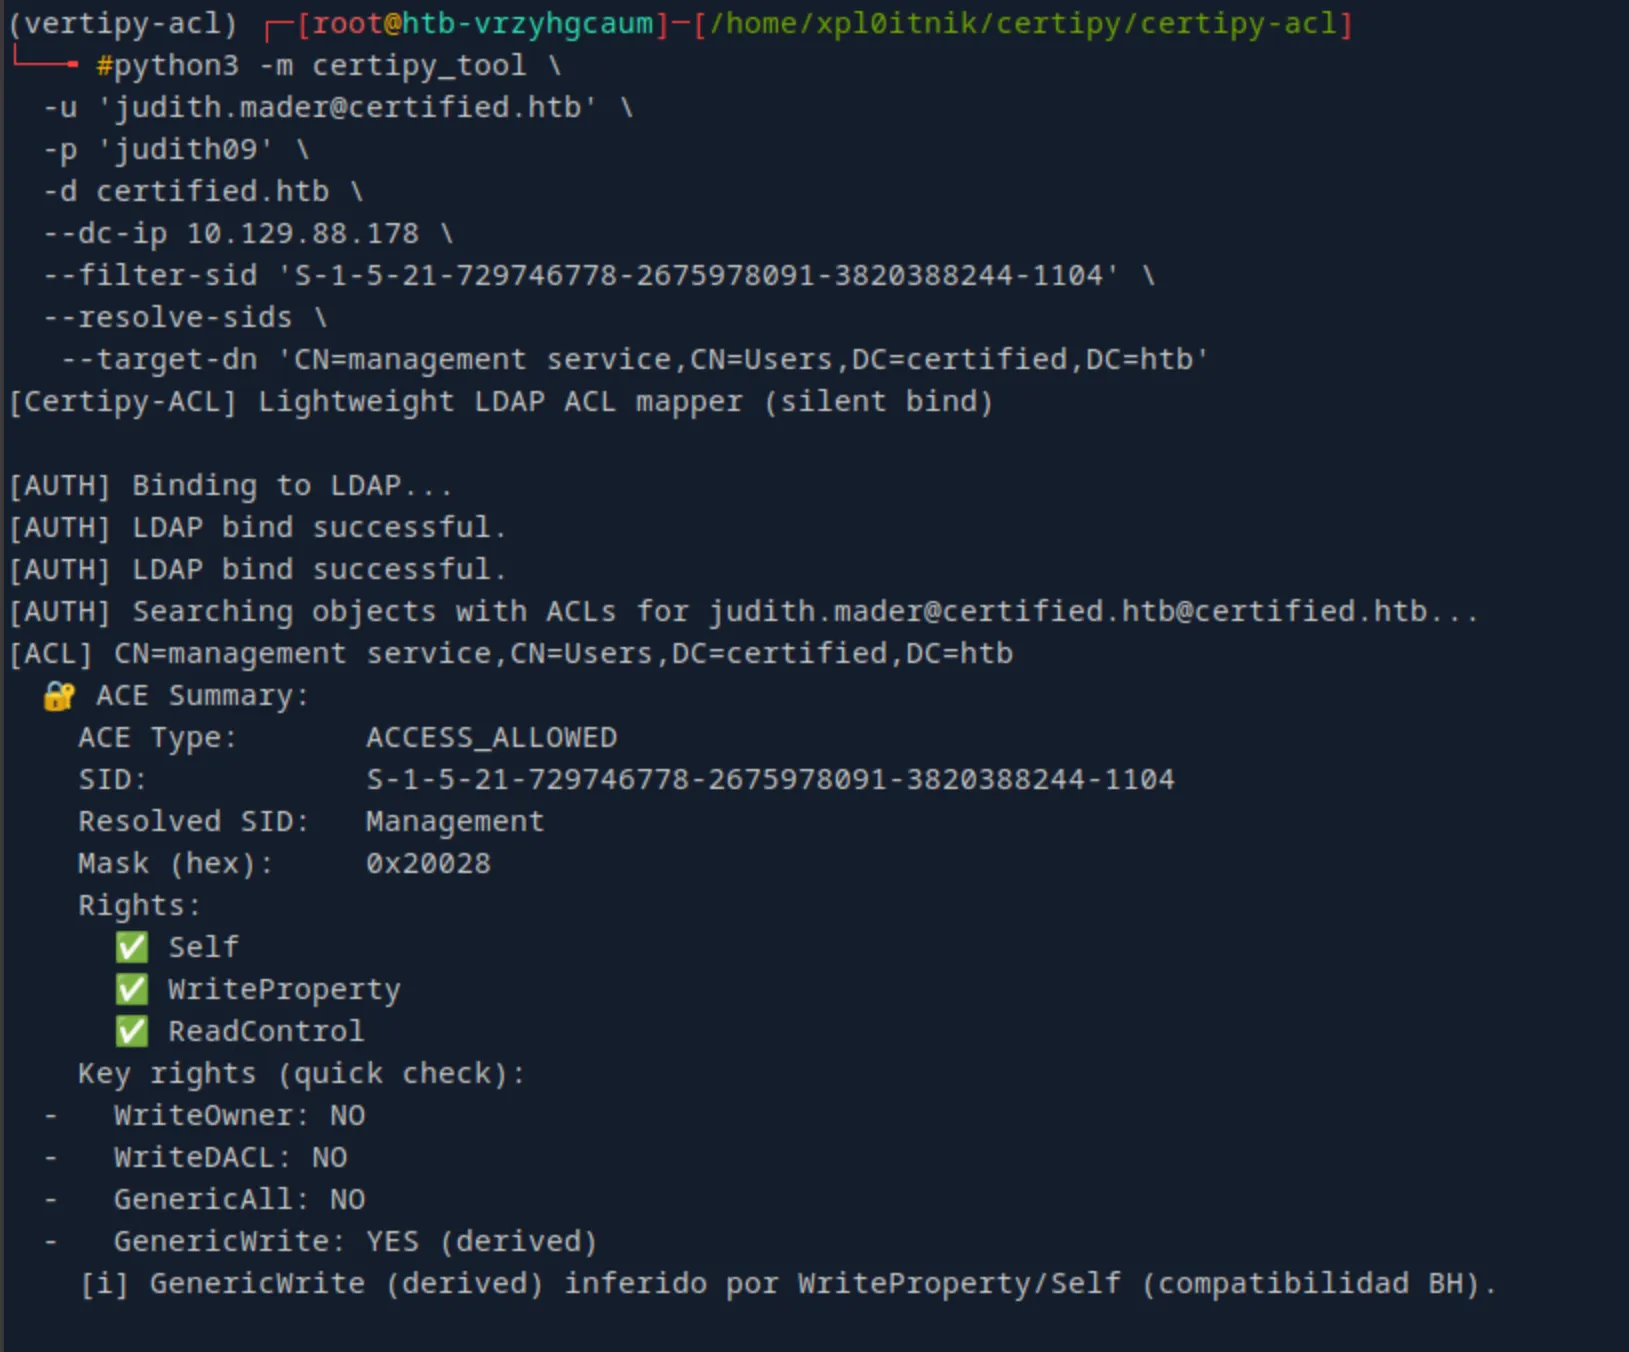 (vertipy-acl) ┌─[root@htb-vrzyhgcaum]─[/home/xpl0itnik/certipy/certipy-acl]
└──╼ #python3 -m certipy_tool \
-u 'judith.mader@certified.htb' \
-p 'judith09' \
-d certified.htb \
--dc-ip 10.129.88.178 \
--filter-sid 'S-1-5-21-729746778-2675978091-3820388244-1104' \
--resolve-sids \
--target-dn 'CN=management service,CN=Users,DC=certified,DC=htb'
[Certipy-ACL] Lightweight LDAP ACL mapper (silent bind)
[AUTH] Binding to LDAP...
[AUTH] LDAP bind successful.
[AUTH] LDAP bind successful.
[AUTH] Searching objects with ACLs for judith.mader@certified.htb@certified.htb...
[ACL] CN=management service,CN=Users,DC=certified,DC=htb
🔐 ACE Summary:
ACE Type: ACCESS_ALLOWED
SID: S-1-5-21-729746778-2675978091-3820388244-1104
Resolved SID: Management
Mask (hex): 0x20028
Rights:
✅ Self
✅ WriteProperty
✅ ReadControl
Key rights (quick check):
- WriteOwner: NO
- WriteDACL: NO
- GenericAll: NO
- GenericWrite: YES (derived)
[i] GenericWrite (derived) inferido por WriteProperty/Self (compatibilidad BH).